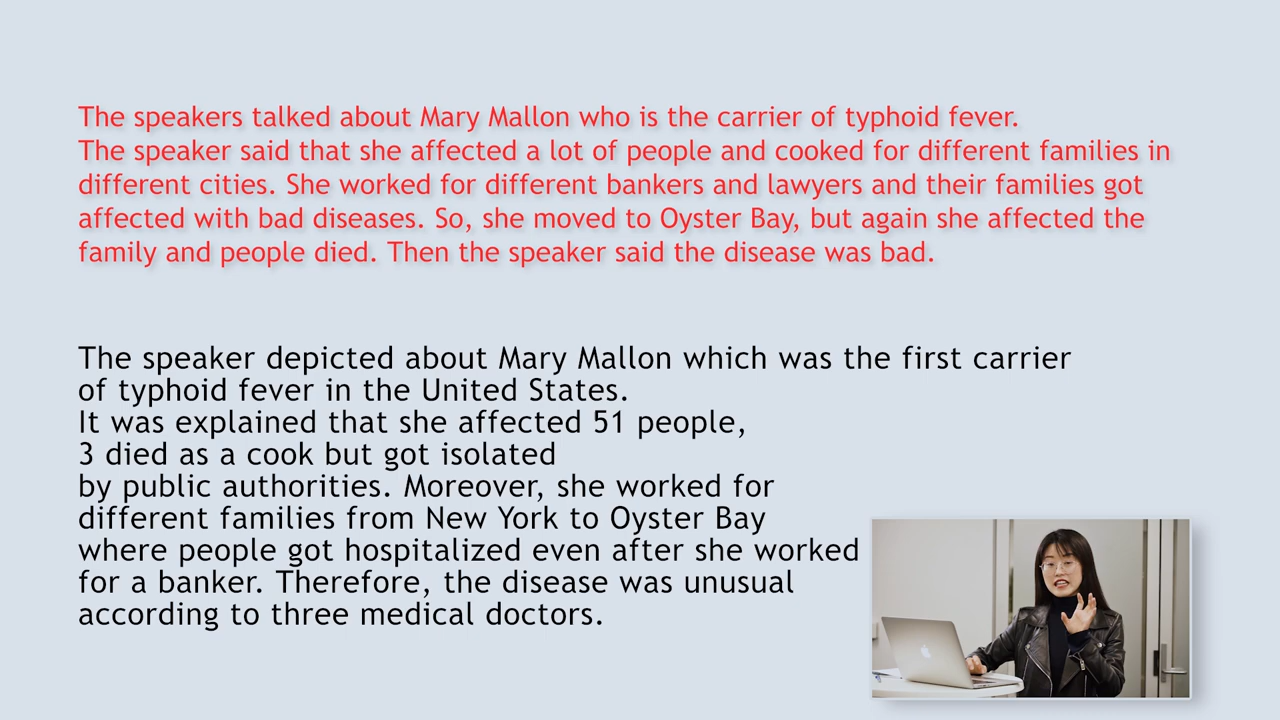 The speakers talked about Mary Mallon who is the carrier of typhoid fever.
The speaker said that she affected a lot of people and cooked for different families in
different cities. She worked for different bankers and lawyers and their families got
affected with bad diseases. So, she moved to Oyster Bay, but again she affected the
family and people died. Then the speaker said the disease was bad.
The speaker depicted about Mary Mallon which was the first carrier
of typhoid fever in the United States.
It was explained that she affected 51 people,
3 died as a cook but got isolated
by public authorities. Moreover, she worked for
different families from New York to Oyster Bay
where people got hospitalized even after she worked
for a banker. Therefore, the disease was unusual
according to three medical doctors.